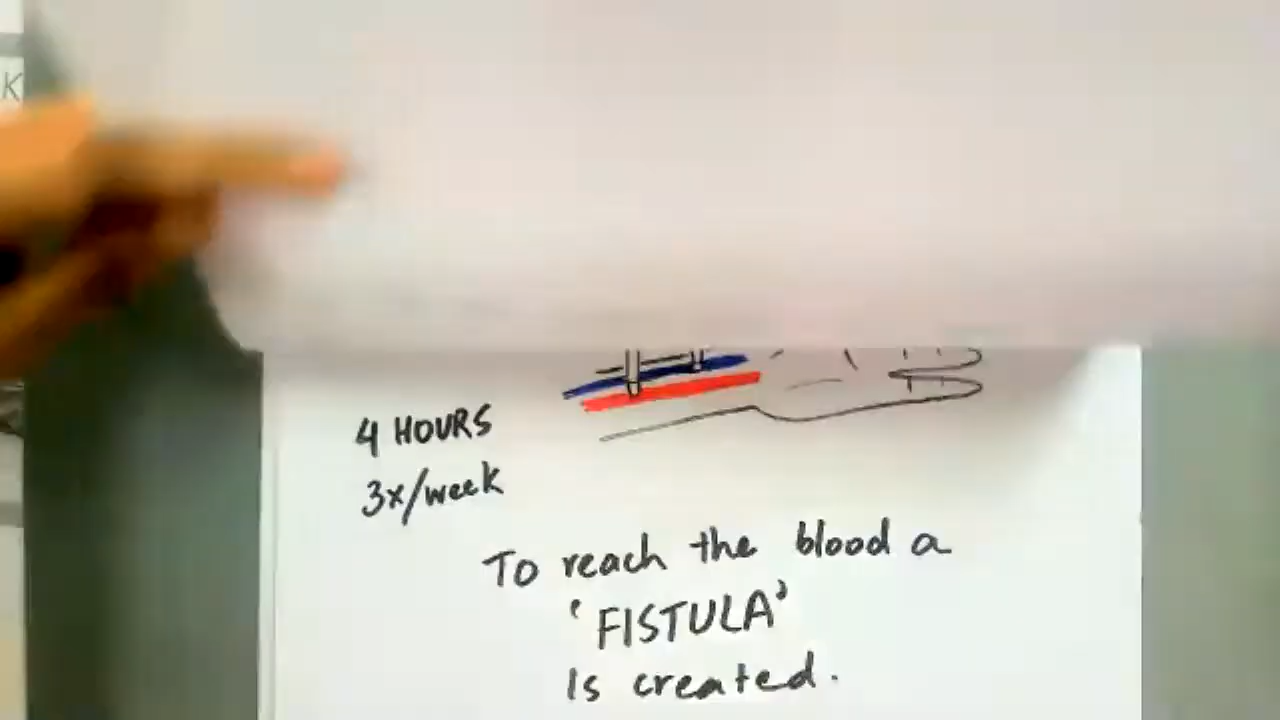 K
4 HOURS
3x/week
To reach the blood a
'FISTULA'
Is created.